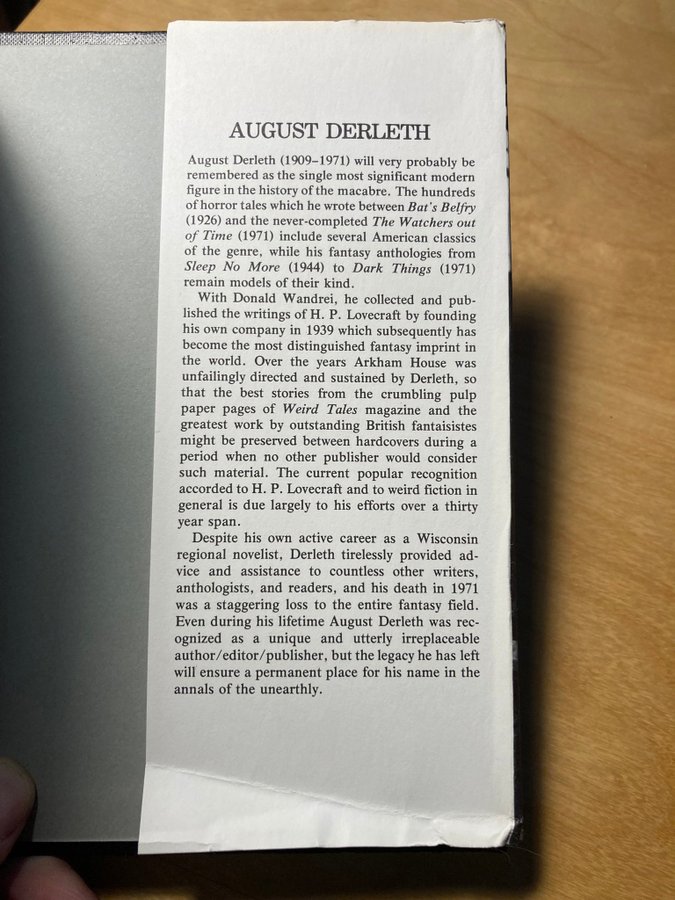 AUGUST DERLETH
August Derleth (1909–1971) will very probably be
remembered as the single most significant modern
figure in the history of the macabre. The hundreds
of horror tales which he wrote between Bat's Belfry
(1926) and the never-completed The Watchers out
of Time (1971) include several American classics
of the genre, while his fantasy anthologies from
Sleep No More (1944) to Dark Things (1971)
remain models of their kind.
With Donald Wandrei, he collected and pub-
lished the writings of H. P. Lovecraft by founding
his own company in 1939 which subsequently has
become the most distinguished fantasy imprint in
the world. Over the years Arkham House was
unfailingly directed and sustained by Derleth, so
that the best stories from the crumbling pulp
paper pages of Weird Tales magazine and the
greatest work by outstanding British fantaisistes
might be preserved between hardcovers during a
period when no other publisher would consider
such material. The current popular recognition
accorded to H. P. Lovecraft and to weird fiction in
general is due largely to his efforts over a thirty
year span.
Despite his own active career as a Wisconsin
regional novelist, Derleth tirelessly provided ad-
vice and assistance to countless other writers,
anthologists, and readers, and his death in 1971
was a staggering loss to the entire fantasy field.
Even during his lifetime August Derleth was rec-
ognized as a unique and utterly irreplaceable
author/editor/publisher, but the legacy he has left
will ensure a permanent place for his name in the
annals of the unearthly.